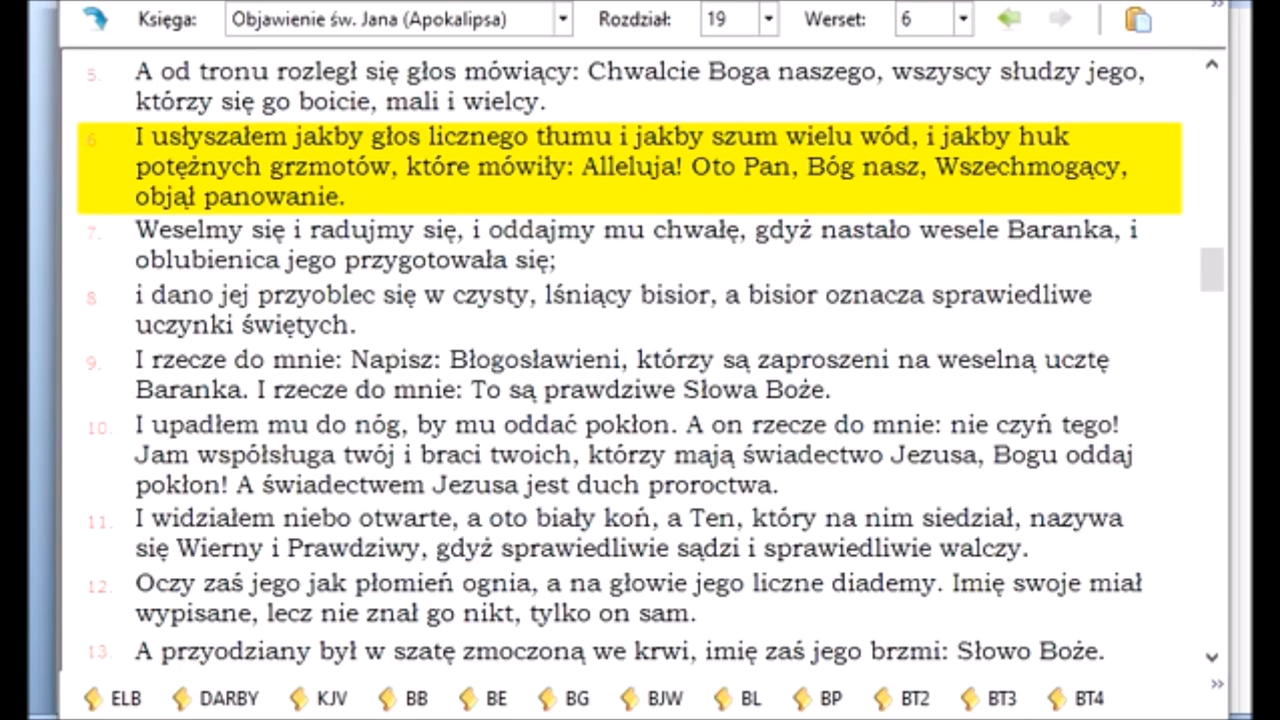 Księga: Objawienie św. Jana (Apokalipsa) Rozdział: 19 Werset: 6
5. A od tronu rozległ się głos mówiący: Chwalcie Boga naszego, wszyscy słudzy jego,
którzy się go boicie, mali i wielcy.
6 I usłyszałem jakby głos licznego tłumu i jakby szum wielu wód, i jakby huk
potężnych grzmotów, które mówiły: Alleluja! Oto Pan, Bóg nasz, Wszechmogący,
objął panowanie.
7. Weselmy się i radujmy się, i oddajmy mu chwałę, gdyż nastało wesele Baranka, i
oblubienica jego przygotowała się;
8 i dano jej przyoblec się w czysty, lśniący bisior, a bisior oznacza sprawiedliwe
uczynki świętych.
9. I rzecze do mnie: Napisz: Błogosławieni, którzy są zaproszeni na weselną ucztę
Baranka. I rzecze do mnie: To są prawdziwe Słowa Boże.
10. I upadłem mu do nóg, by mu oddać pokłon. A on rzecze do mnie: nie czyń tego!
Jam współsługa twój i braci twoich, którzy mają świadectwo Jezusa, Bogu oddaj
pokłon! A świadectwem Jezusa jest duch proroctwa.
11. I widziałem niebo otwarte, a oto biały koń, a Ten, który na nim siedział, nazywa
się Wierny i Prawdziwy, gdyż sprawiedliwie sądzi i sprawiedliwie walczy.
12. Oczy zaś jego jak płomień ognia, a na głowie jego liczne diademy. Imię swoje miał
wypisane, lecz nie znał go nikt, tylko on sam.
13. A przyodziany był w szatę zmoczoną we krwi, imię zaś jego brzmi: Słowo Boże.
ELB DARBY KJV BB BE BG BJW BL BP BT2 BT3 BT4